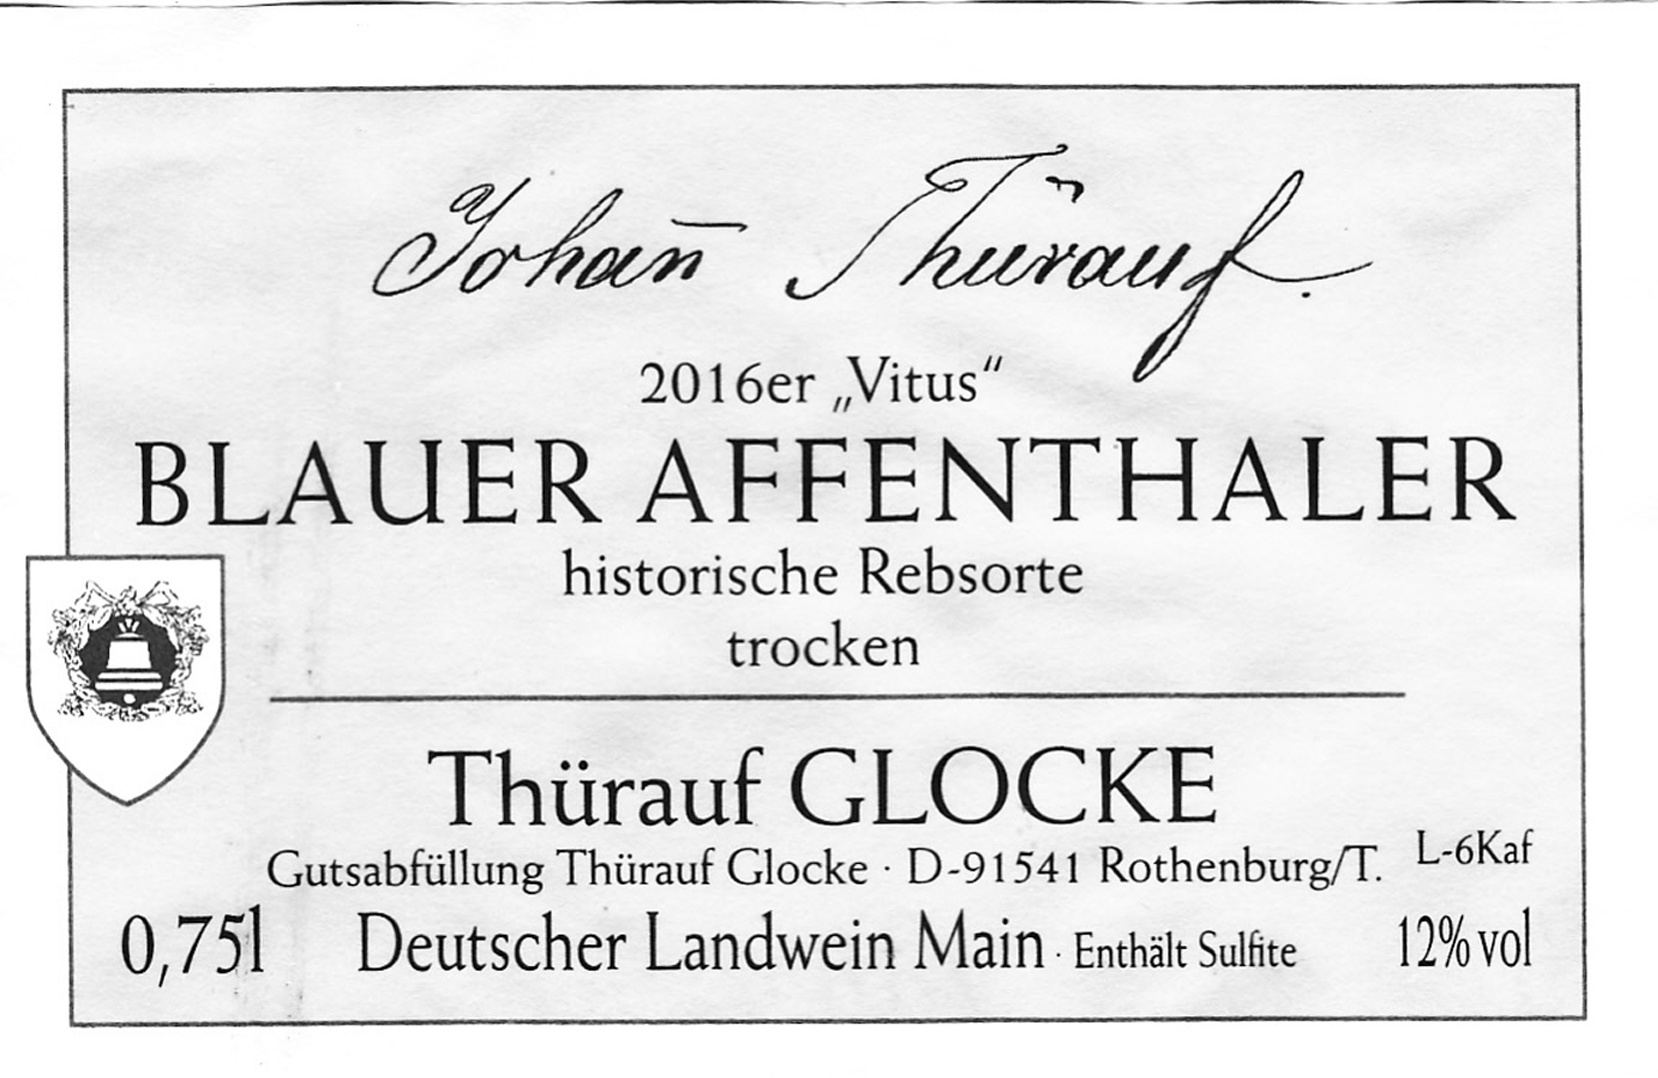 Johan̄ Thürauf.
2016er „Vitus“
BLAUER AFFENTHALER
historische Rebsorte
trocken
Thürauf GLOCKE
Gutsabfüllung Thürauf Glocke · D-91541 Rothenburg/T. L-6Kaf
0,75l Deutscher Landwein Main · Enthält Sulfite 12% vol